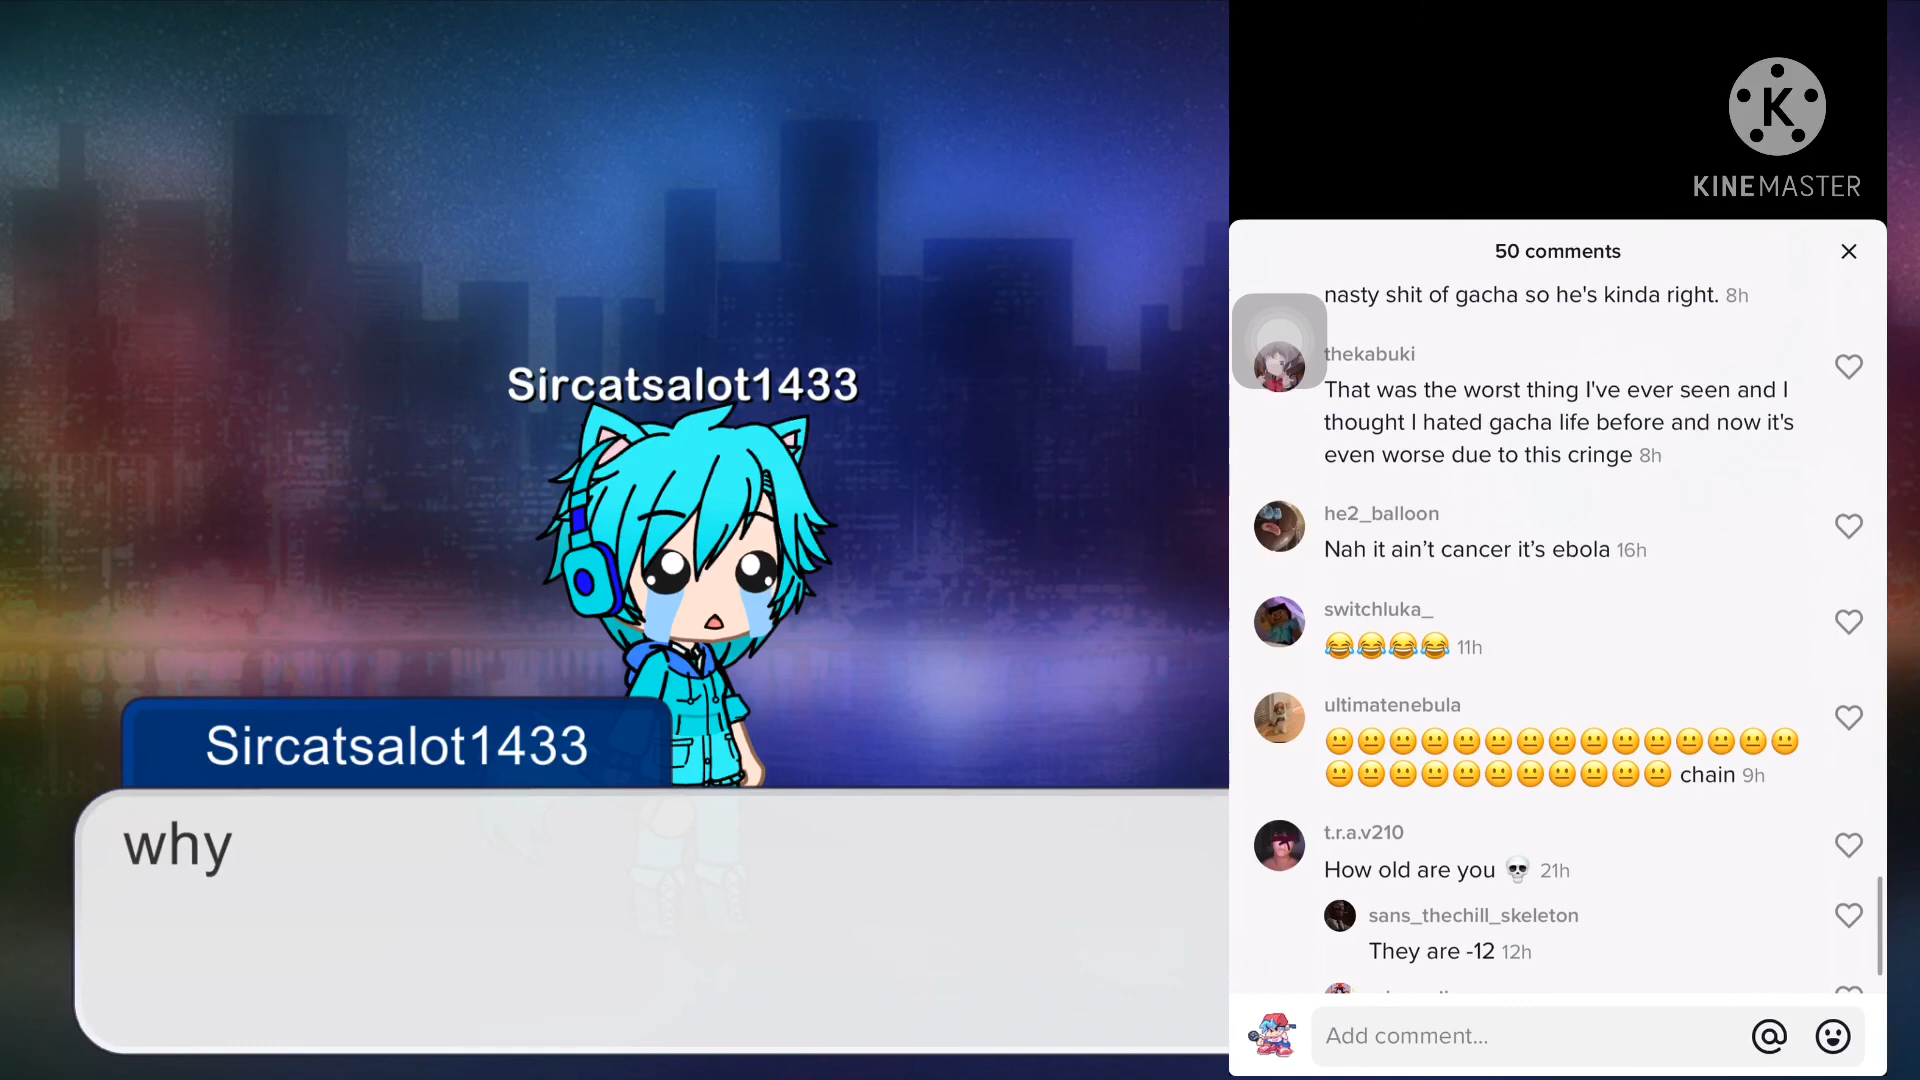 Sircatsalot1433
Sircatsalot1433
why
K
KINEMASTER
50 comments
nasty shit of gacha so he's kinda right. 8h
thekabuki
That was the worst thing I've ever seen and I
thought I hated gacha life before and now it's
even worse due to this cringe 8h
he2_balloon
Nah it ain’t cancer it’s ebola 16h
switchluka_
😂😂😂😂 11h
ultimatenebula
😐😐😐😐😐😐😐😐😐😐😐😐😐😐😐
😐😐😐😐😐😐😐😐😐😐😐 chain 9h
t.r.a.v210
How old are you 💀 21h
sans_thechill_skeleton
They are -12 12h
Add comment...